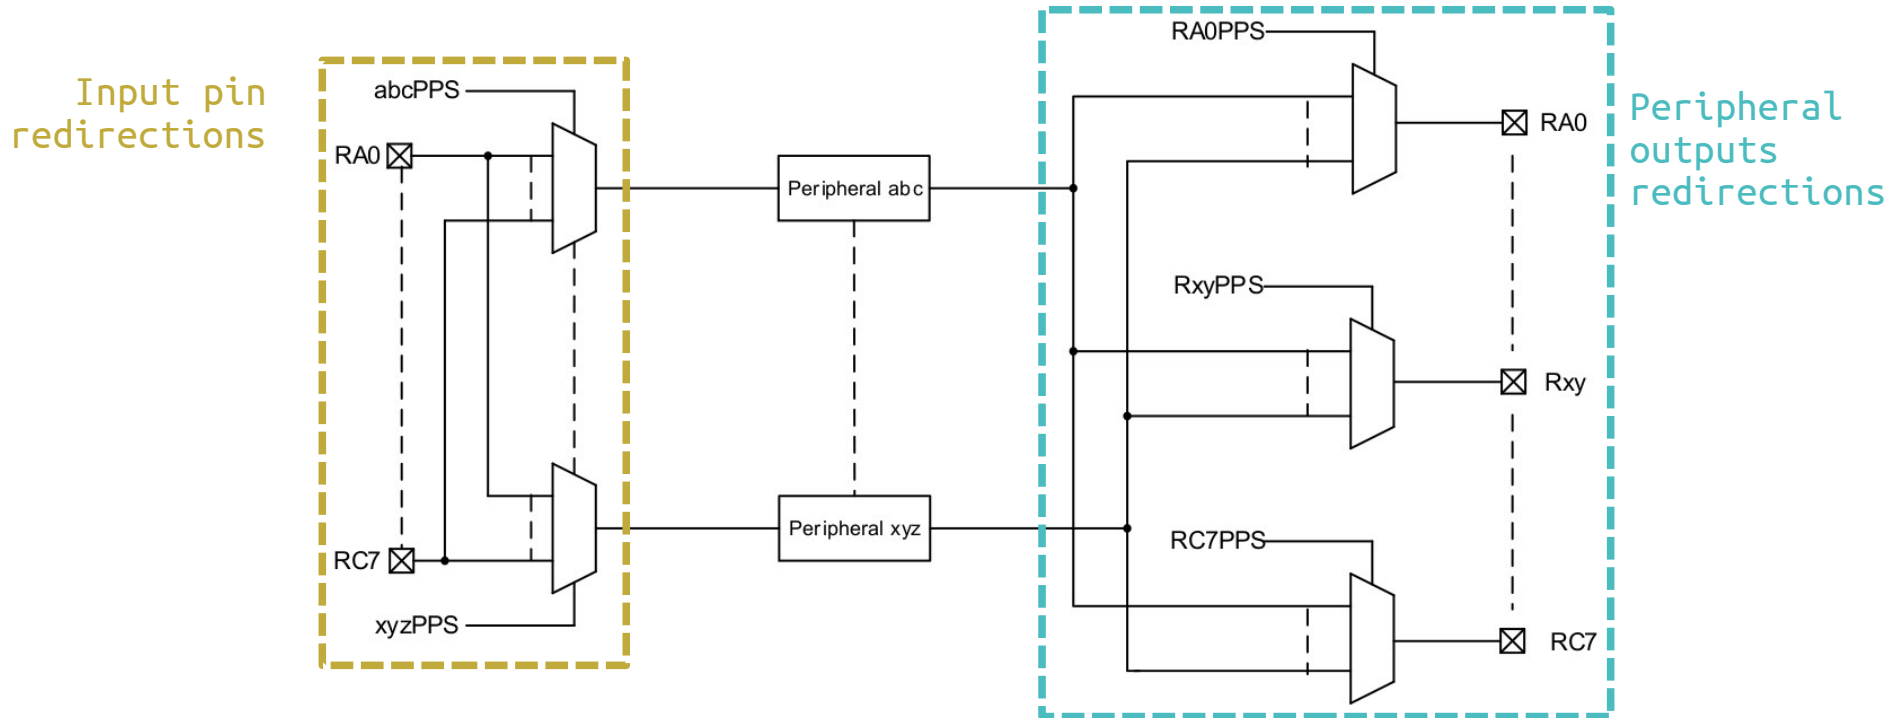 Input pin
redirections
abcPPS
RA0
RC7
xyzPPS
Peripheral abc
Peripheral xyz
RA0PPS
RA0
RxyPPS
Rxy
RC7PPS
RC7
Peripheral
outputs
redirections